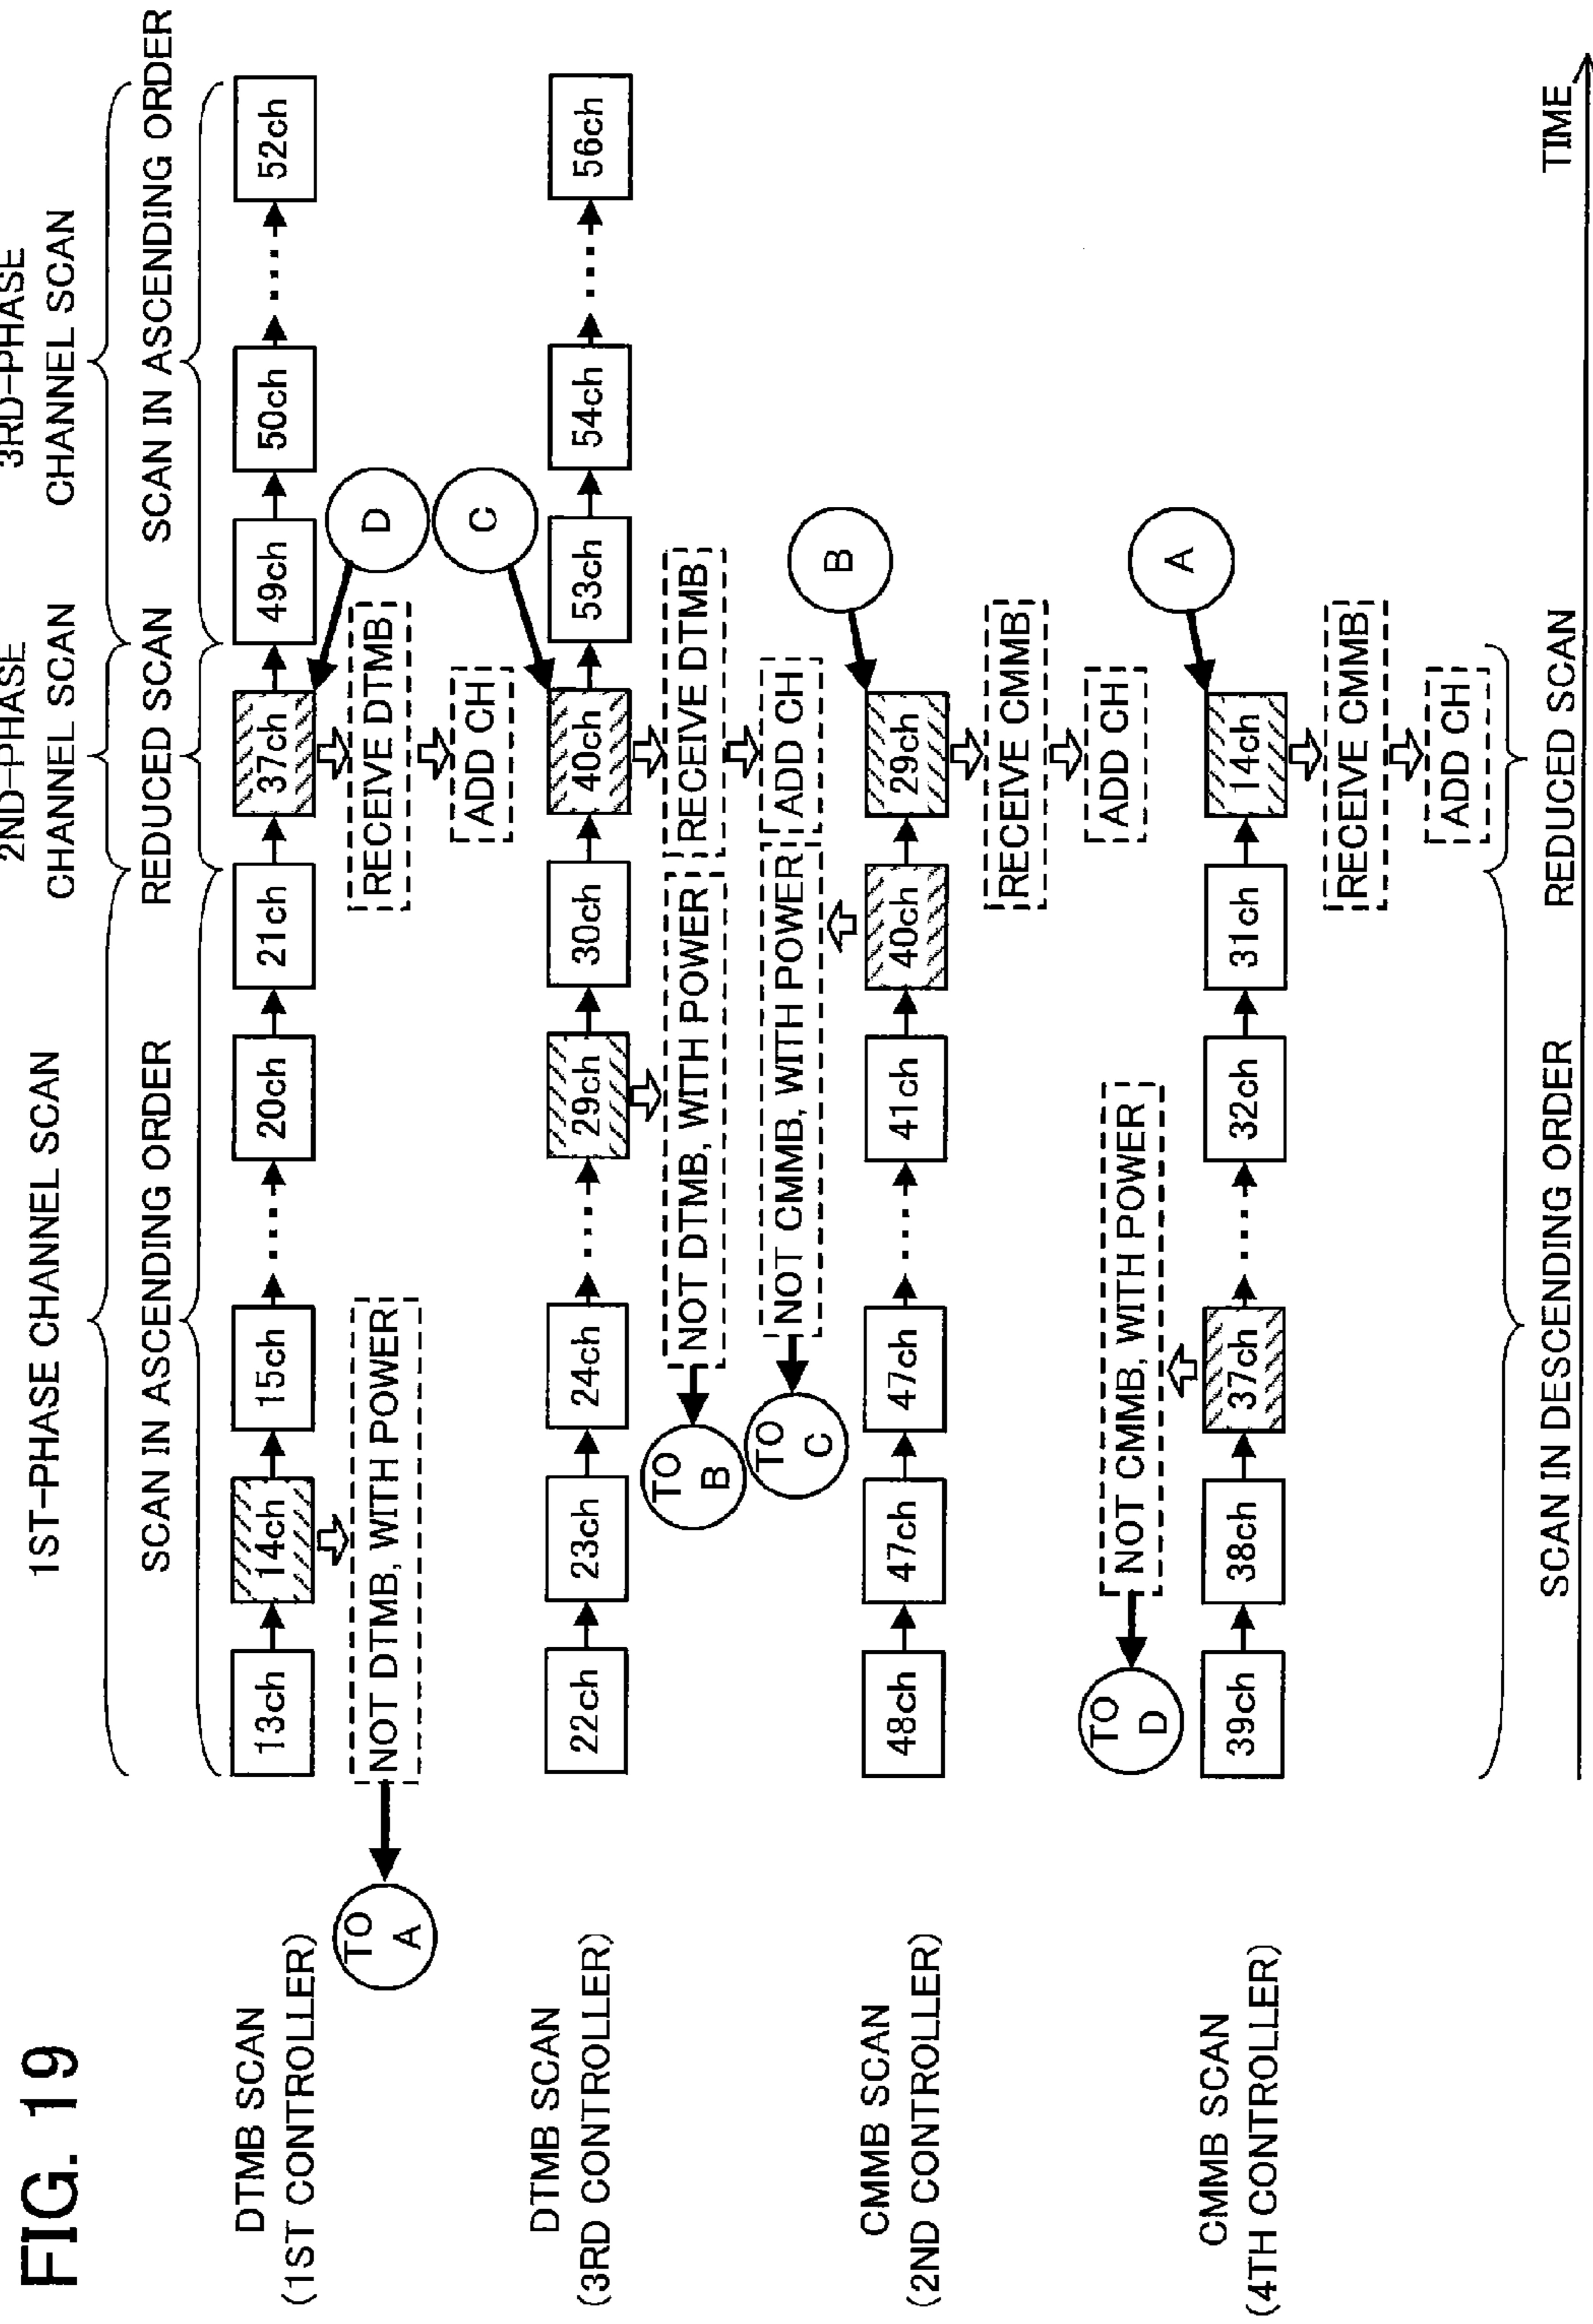 FIG. 19
1ST-PHASE CHANNEL SCAN
2ND-PHASE
CHANNEL SCAN
3RD-PHASE
CHANNEL SCAN
SCAN IN ASCENDING ORDER
REDUCED SCAN
SCAN IN ASCENDING ORDER
DTMB SCAN
(1ST CONTROLLER)
13ch
14ch
15ch
20ch
21ch
37ch
49ch
50ch
52ch
NOT DTMB, WITH POWER
TO
A
RECEIVE DTMB
ADD CH
D
C
DTMB SCAN
(3RD CONTROLLER)
22ch
23ch
24ch
29ch
30ch
40ch
53ch
54ch
56ch
NOT DTMB, WITH POWER
TO
B
RECEIVE DTMB
ADD CH
NOT CMMB, WITH POWER
TO
C
B
CMMB SCAN
(2ND CONTROLLER)
48ch
47ch
47ch
41ch
40ch
29ch
RECEIVE CMMB
ADD CH
NOT CMMB, WITH POWER
TO
D
A
CMMB SCAN
(4TH CONTROLLER)
39ch
38ch
37ch
32ch
31ch
14ch
RECEIVE CMMB
ADD CH
SCAN IN DESCENDING ORDER
REDUCED SCAN
TIME